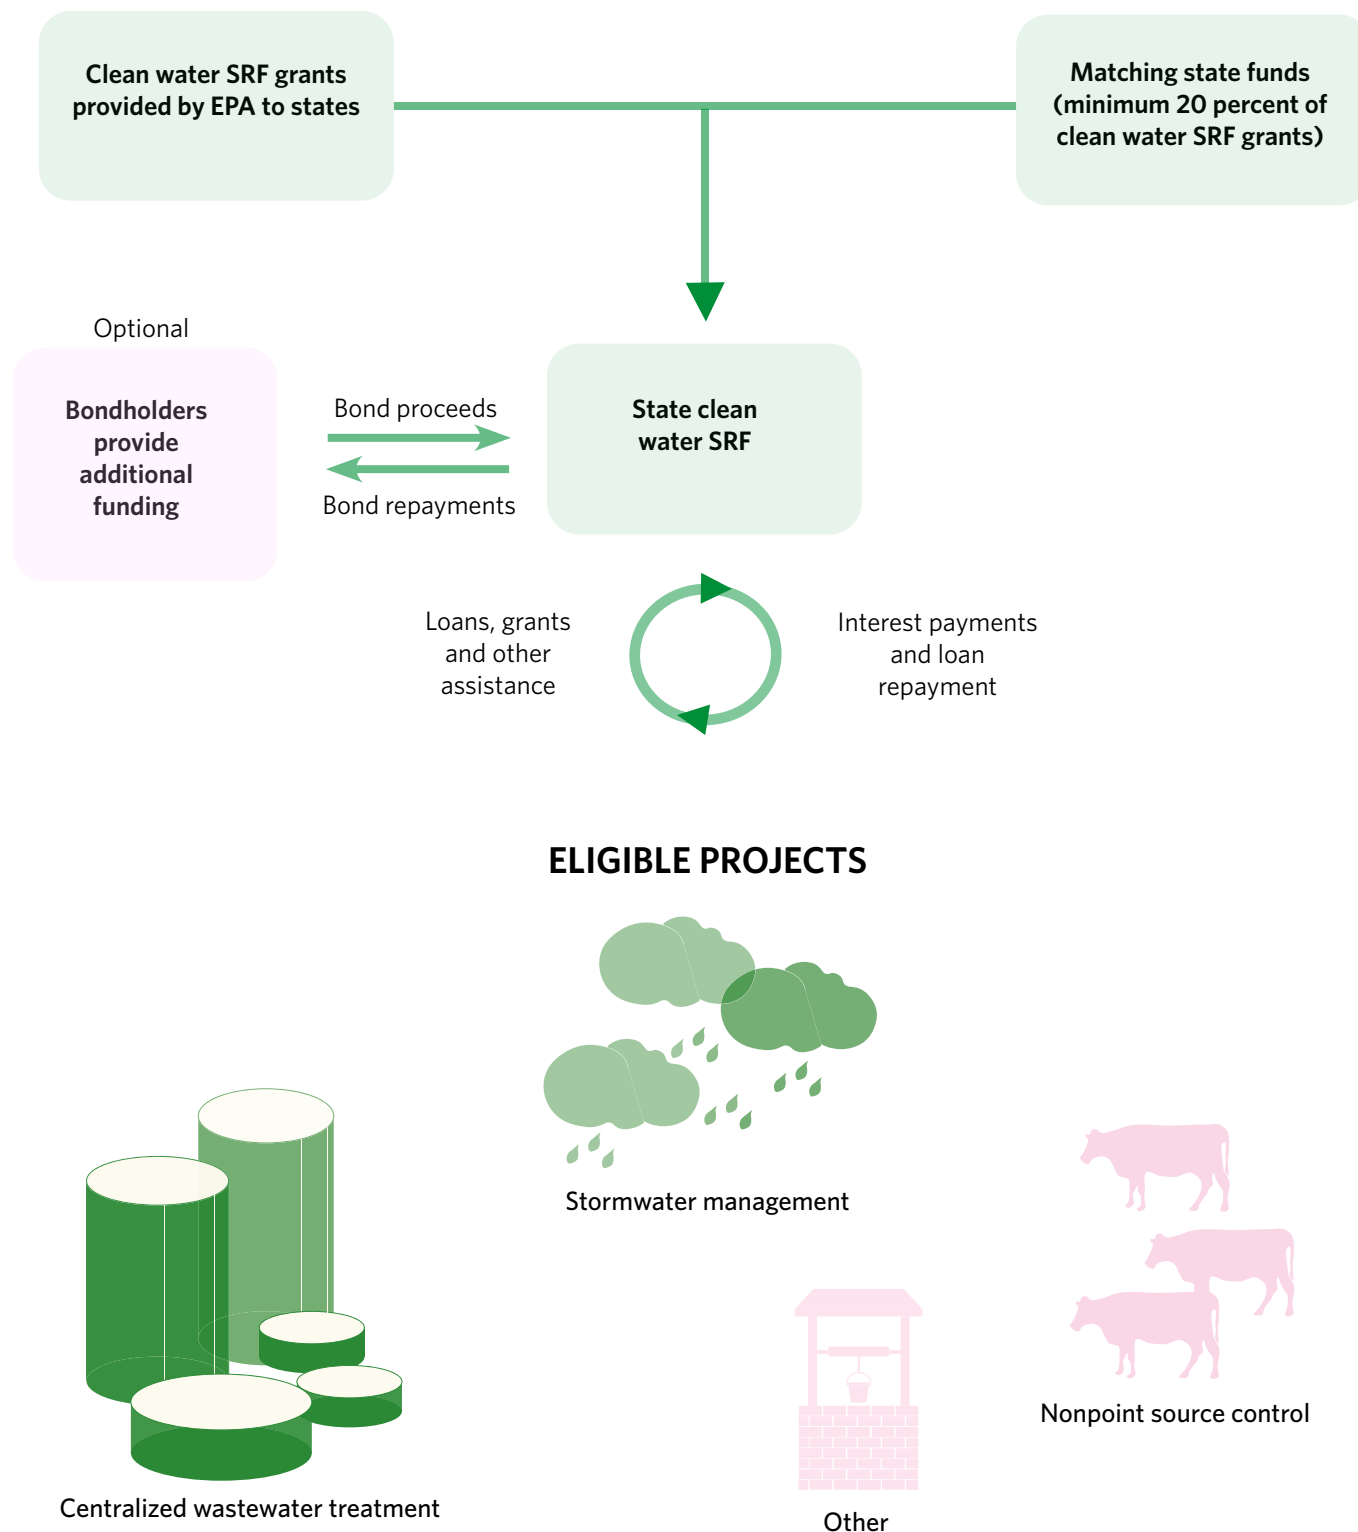 Clean water SRF grants
provided by EPA to states
Matching state funds
(minimum 20 percent of
clean water SRF grants)
Optional
Bondholders
provide
additional
funding
Bond proceeds
Bond repayments
State clean
water SRF
Loans, grants
and other
assistance
Interest payments
and loan
repayment
ELIGIBLE PROJECTS
Stormwater management
Nonpoint source control
Centralized wastewater treatment
Other